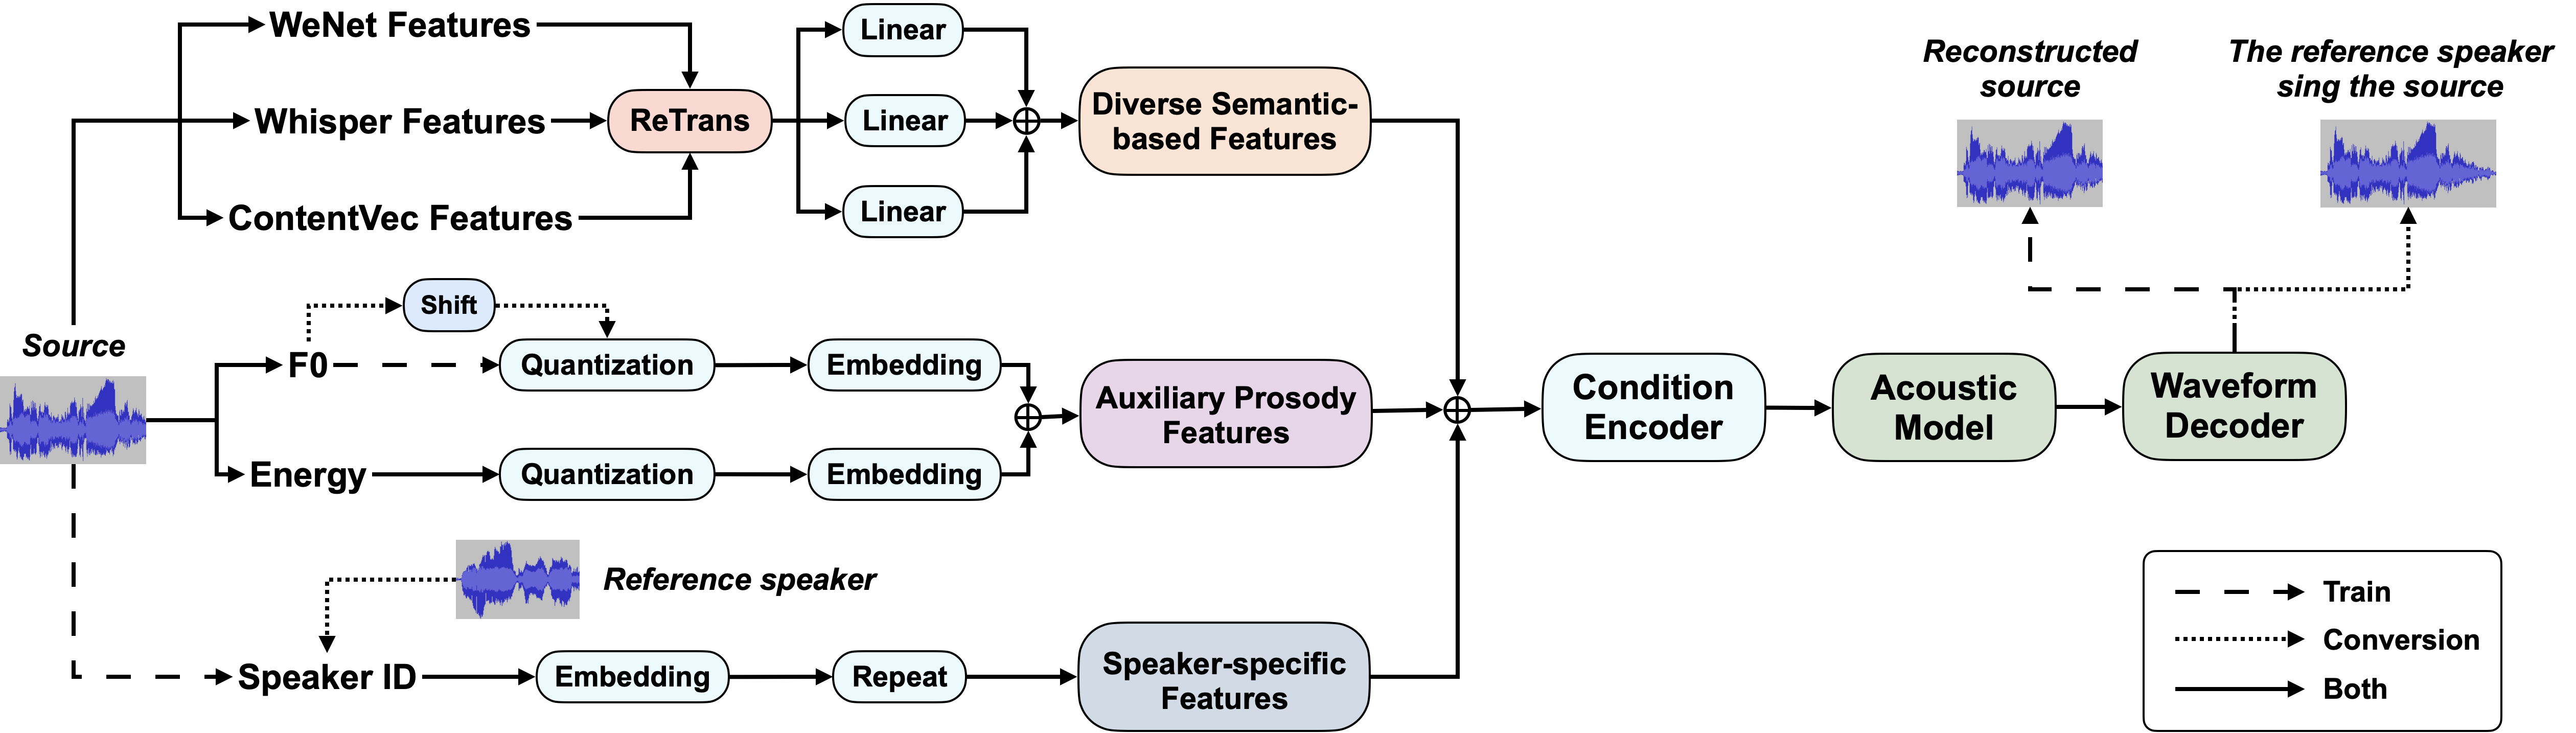 WeNet Features
Whisper Features
ContentVec Features
ReTrans
Linear
Linear
Linear
Diverse Semantic-
based Features
Source
F0
Shift
Quantization
Embedding
Energy
Quantization
Embedding
Auxiliary Prosody
Features
Reference speaker
Speaker ID
Embedding
Repeat
Speaker-specific
Features
Condition
Encoder
Acoustic
Model
Waveform
Decoder
Reconstructed
source
The reference speaker
sing the source
Train
Conversion
Both